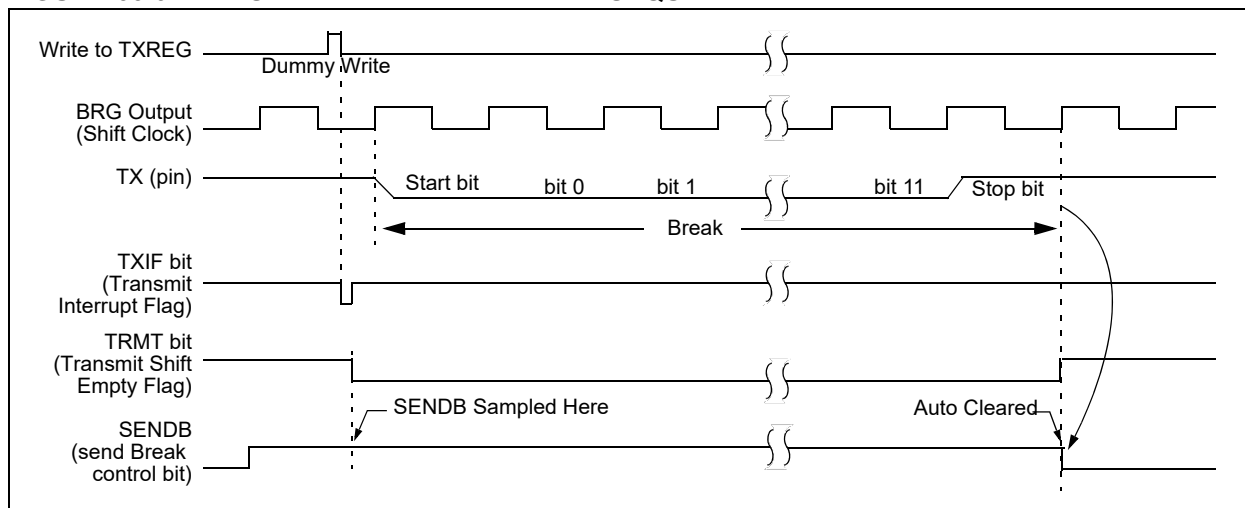 Write to TXREG
Dummy Write
BRG Output
(Shift Clock)
TX (pin)
Start bit
bit 0
bit 1
bit 11
Stop bit
Break
TXIF bit
(Transmit
Interrupt Flag)
TRMT bit
(Transmit Shift
Empty Flag)
SENDB Sampled Here
Auto Cleared
SENDB
(send Break
control bit)